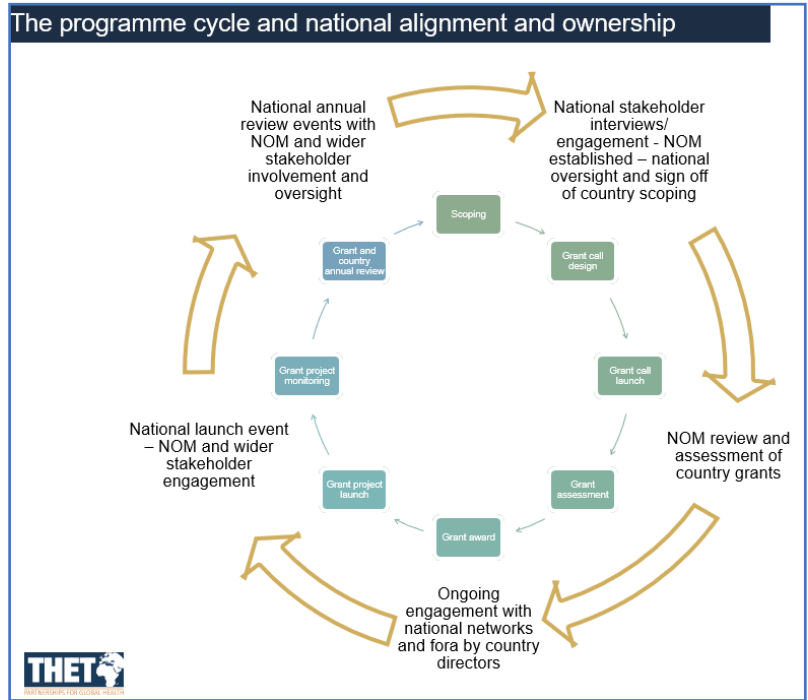 The programme cycle and national alignment and ownership
National annual
review events with
NOM and wider
stakeholder
involvement and
oversight
National stakeholder
interviews/
engagement - NOM
established – national
oversight and sign off
of country scoping
Scoping
Grant and
country
annual review
Grant call
design
Grant project
monitoring
Grant call
launch
National launch event
– NOM and wider
stakeholder
engagement
NOM review and
assessment of
country grants
Grant project
launch
Grant
assessment
Grant award
Ongoing
engagement with
national networks
and fora by country
directors
THET
PARTNERSHIPS FOR GLOBAL HEALTH